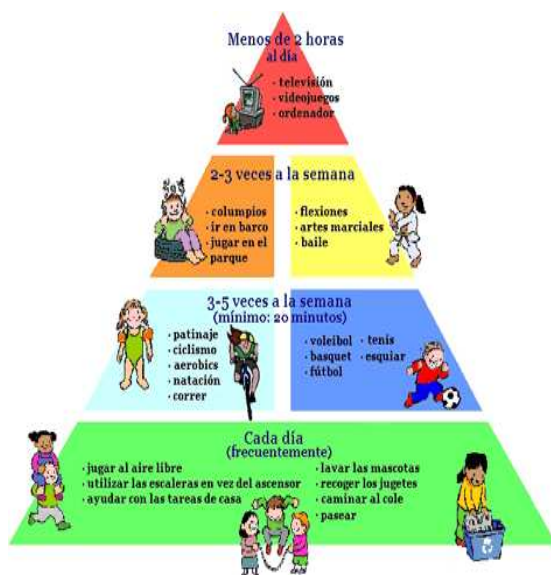 Menos de 2 horas
al día
· televisión
· videojuegos
· ordenador
2-3 veces a la semana
· columpios
· ir en barco
· jugar en el
parque
· flexiones
· artes marciales
· baile
3-5 veces a la semana
(mínimo: 20 minutos)
· patinaje
· ciclismo
· aerobics
· natación
· correr
· voleibol
· basquet
· fútbol
· tenis
· esquiar
Cada día
(frecuentemente)
· jugar al aire libre
· utilizar las escaleras en vez del ascensor
· ayudar con las tareas de casa
· lavar las mascotas
· recoger los jugetes
· caminar al cole
· pasear